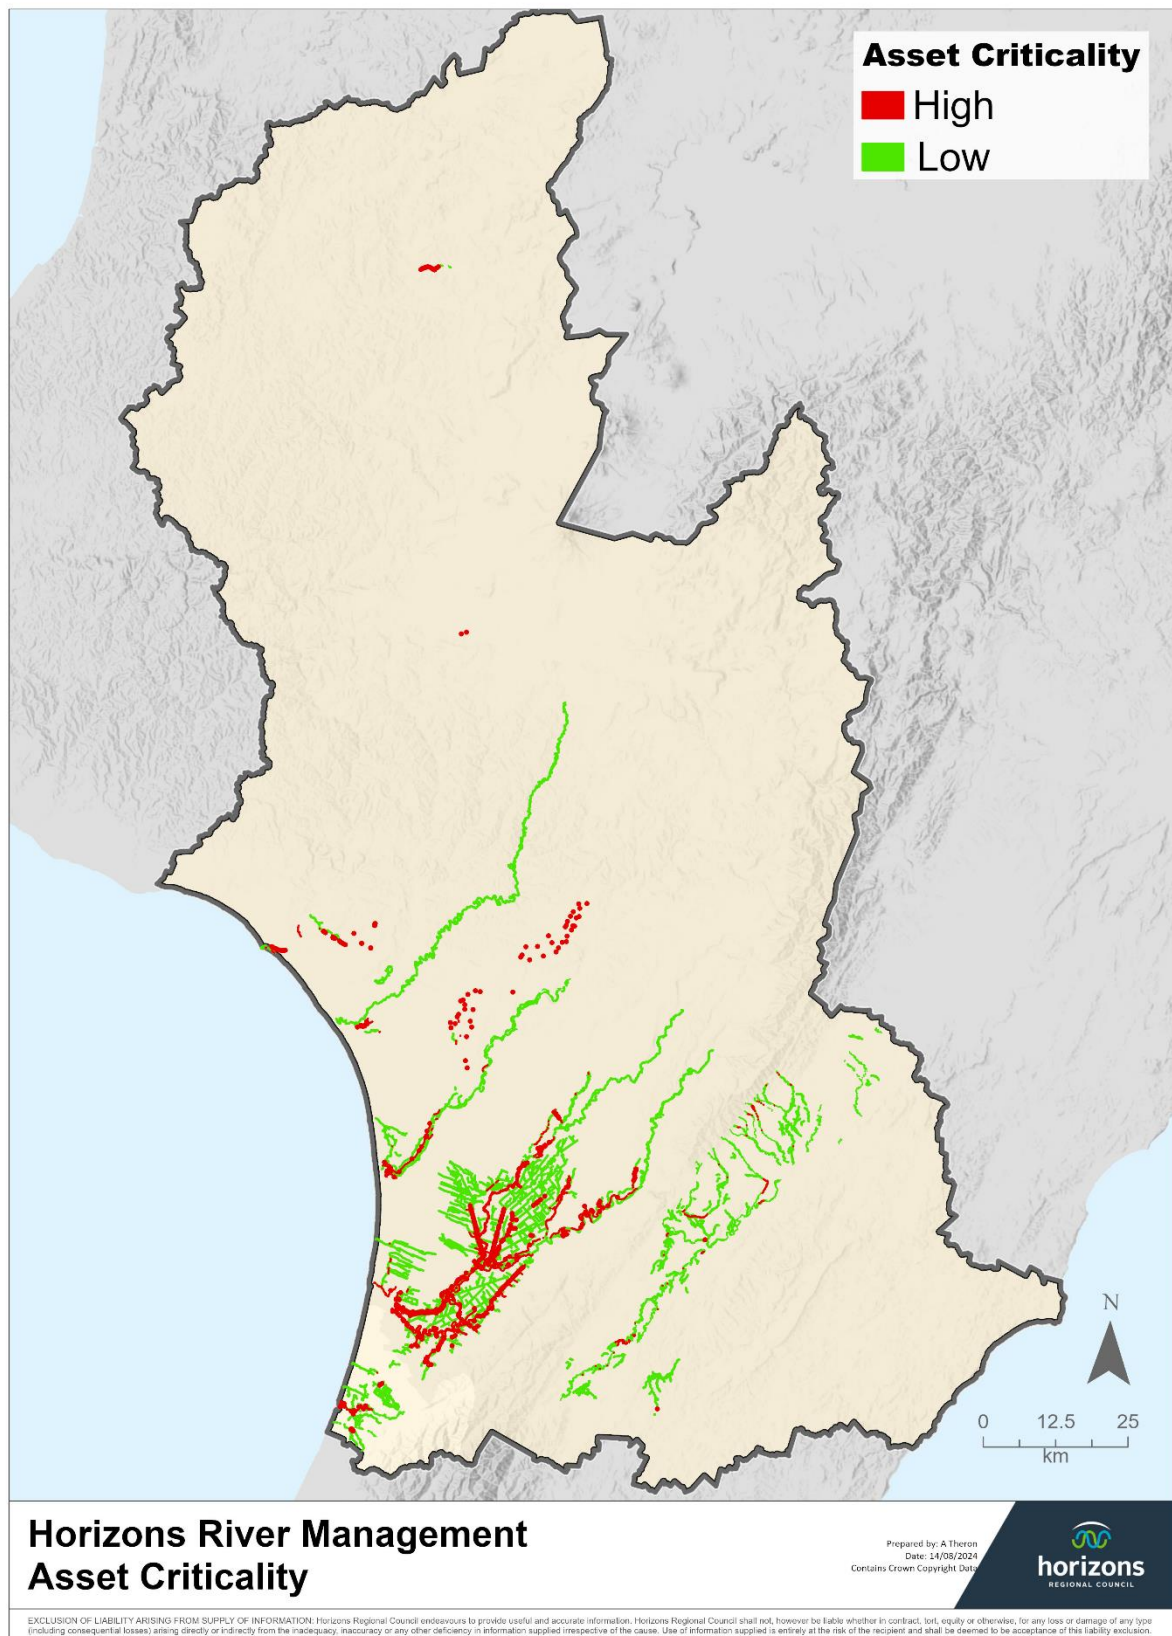 Asset Criticality
High
Low
N
0 12.5 25
km
Horizons River Management
Asset Criticality
Prepared by: A Theron
Date: 14/08/2024
Contains Crown Copyright Data
horizons
REGIONAL COUNCIL
EXCLUSION OF LIABILITY ARISING FROM SUPPLY OF INFORMATION: Horizons Regional Council endeavours to provide useful and accurate information. Horizons Regional Council shall not, however be liable whether in contract, tort, equity or otherwise, for any loss or damage of any type
(including consequential losses) arising directly or indirectly from the inadequacy, inaccuracy or any other deficiency in information supplied irrespective of the cause. Use of information supplied is entirely at the risk of the recipient and shall be deemed to be acceptance of this liability exclusion.